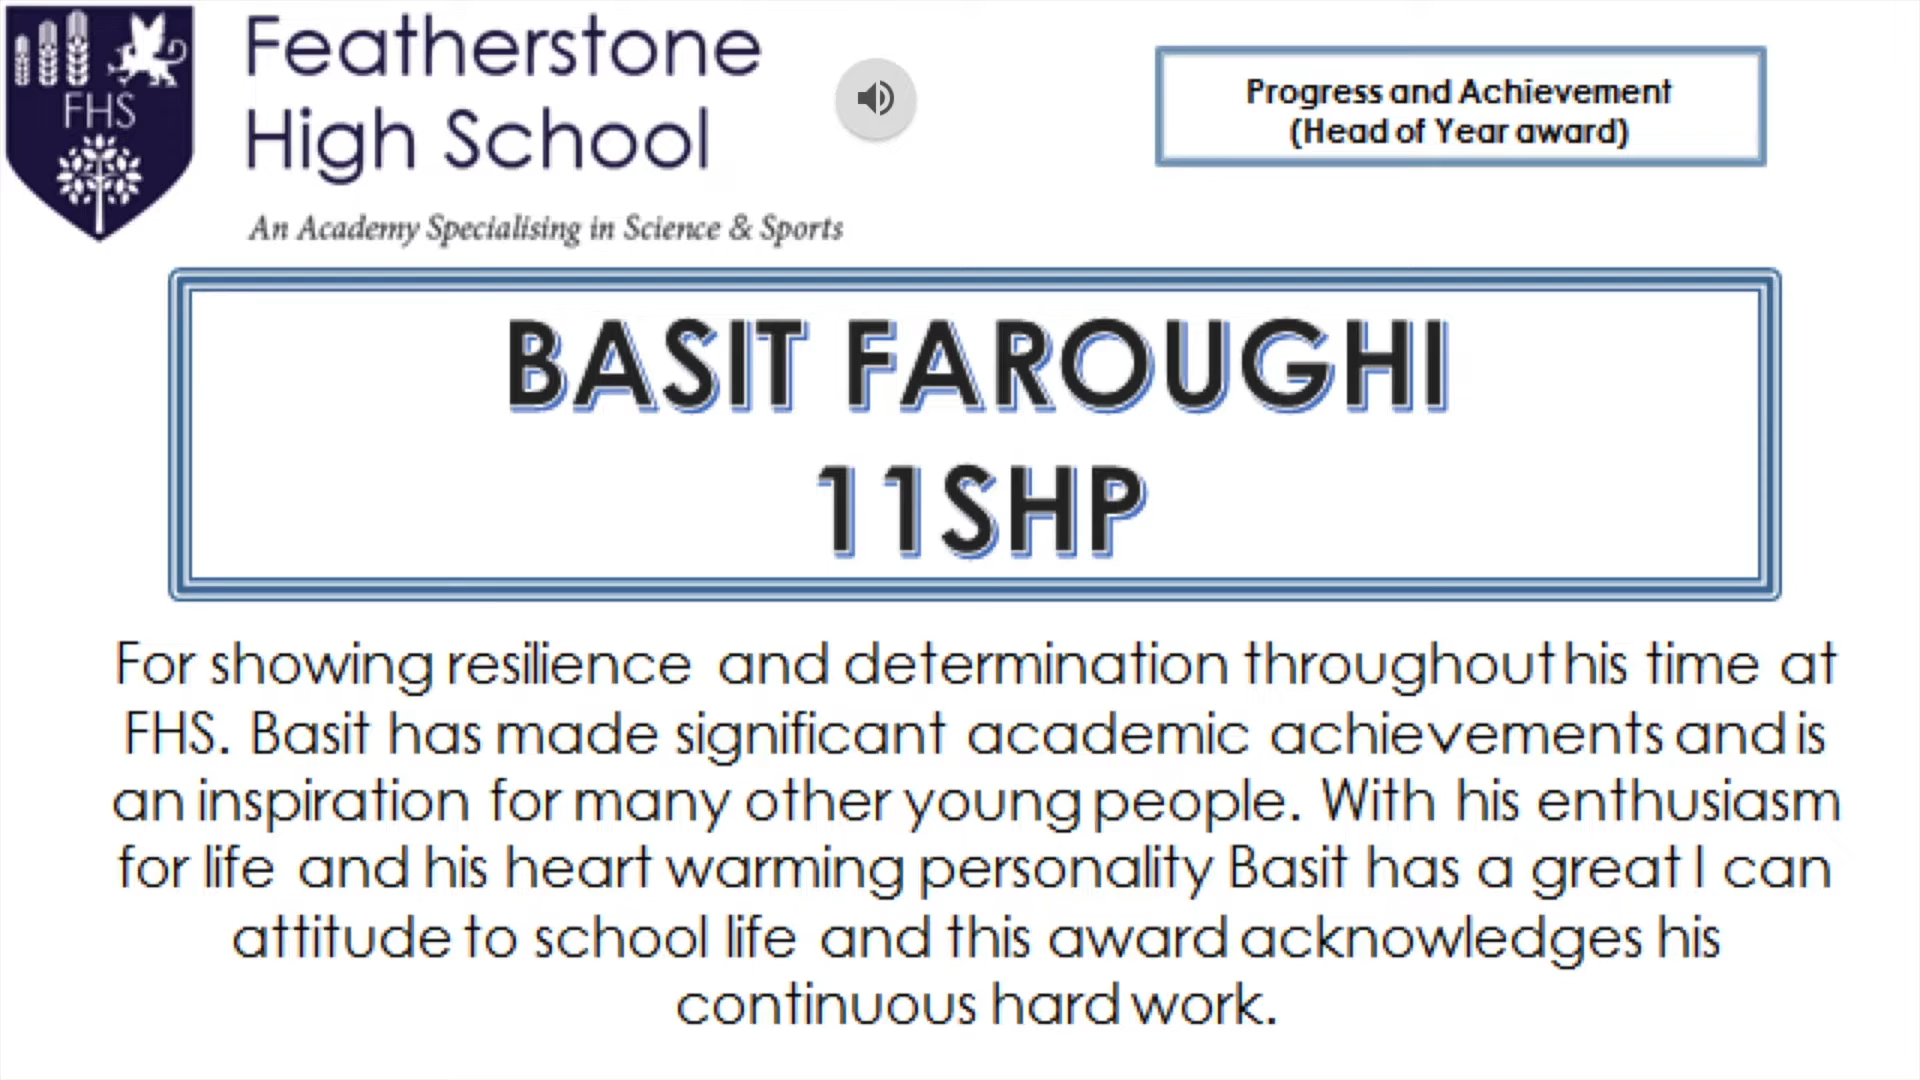 FHS
Featherstone
High School
An Academy Specialising in Science & Sports
Progress and Achievement
(Head of Year award)
BASIT FAROUGHI
11SHP
For showing resilience and determination throughout his time at
FHS. Basit has made significant academic achievements and is
an inspiration for many other young people. With his enthusiasm
for life and his heart warming personality Basit has a great I can
attitude to school life and this award acknowledges his
continuous hard work.